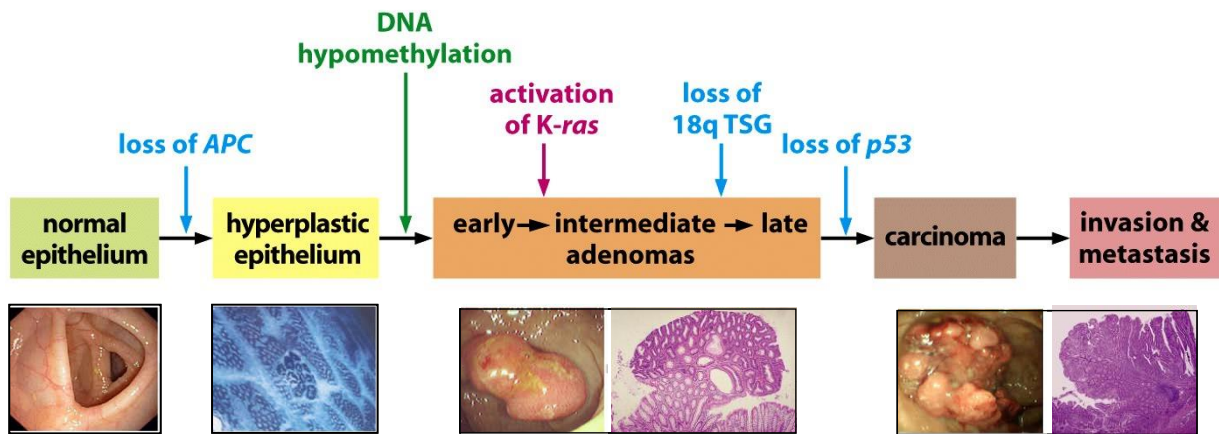 DNA
hypomethylation
activation
of K-ras
loss of
18q TSG
loss of APC
loss of p53
normal
epithelium
hyperplastic
epithelium
early → intermediate → late
adenomas
carcinoma
invasion &
metastasis